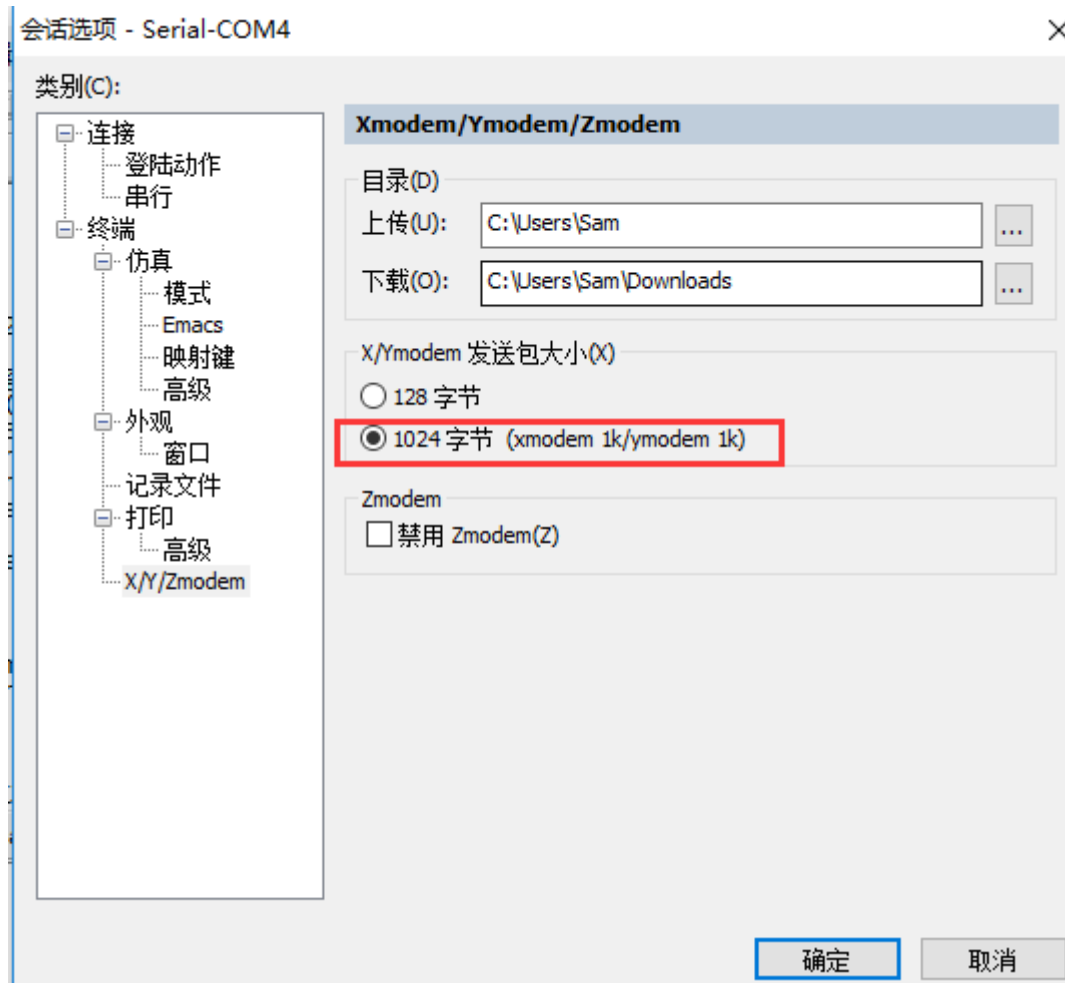 会话选项 - Serial-COM4
类别(C):
连接
登陆动作
串行
终端
仿真
模式
Emacs
映射键
高级
外观
窗口
记录文件
打印
高级
X/Y/Zmodem
Xmodem/Ymodem/Zmodem
目录(D)
上传(U): C:\Users\Sam ...
下载(O): C:\Users\Sam\Downloads ...
X/Ymodem 发送包大小(X)
128 字节
1024 字节 (xmodem 1k/ymodem 1k)
Zmodem
禁用 Zmodem(Z)
确定 取消